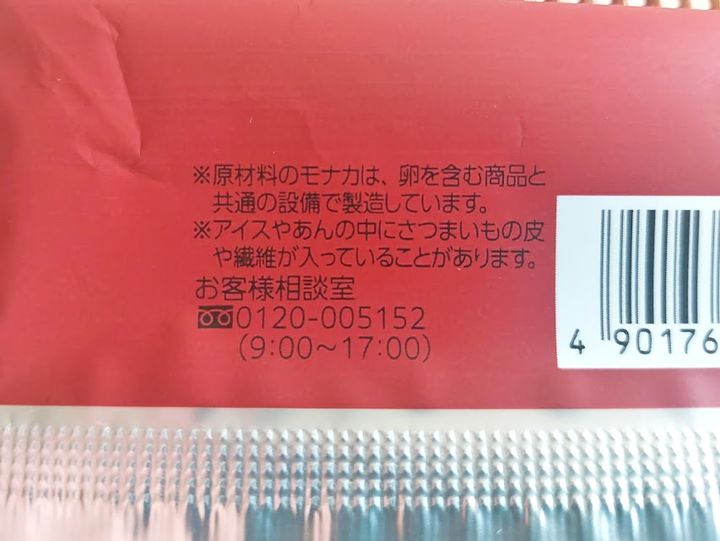 ※原材料のモナカは、卵を含む商品と
共通の設備で製造しています。
※アイスやあんの中にさつまいもの皮
や繊維が入っていることがあります。
お客様相談室
0120-005152
(9:00〜17:00)
4 90176